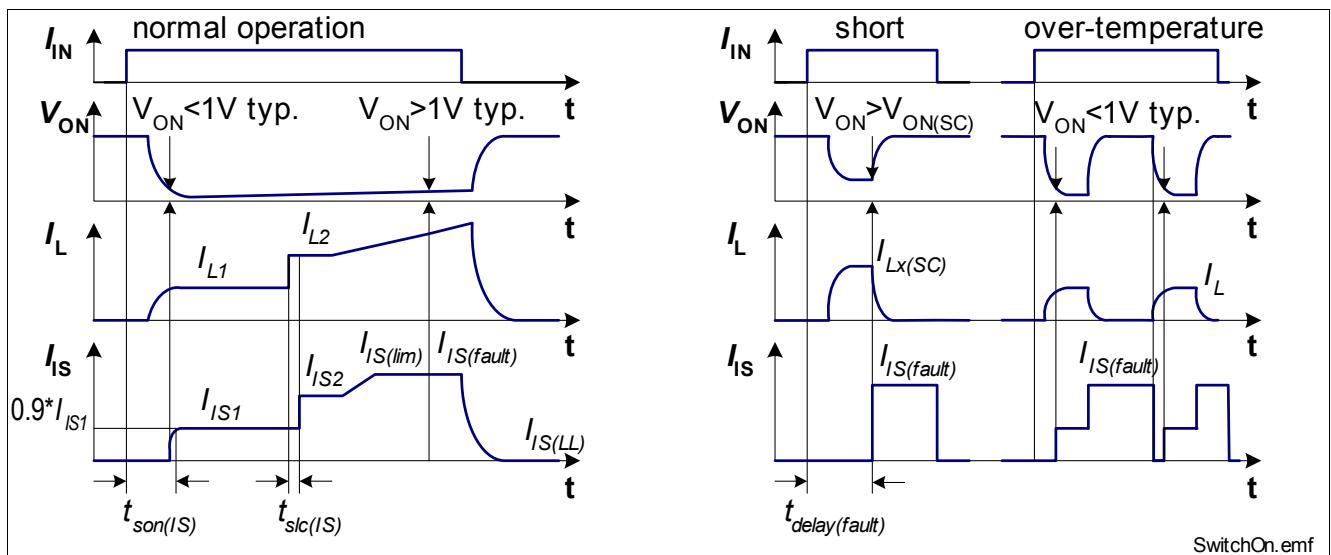 normal operation
short
over-temperature
I_IN
t
t
V_ON
V_ON<1V typ.
V_ON>1V typ.
V_ON>V_ON(SC)
V_ON<1V typ.
t
t
I_L
I_L1
I_L2
I_Lx(SC)
I_L
t
t
I_IS
0.9*I_IS1
I_IS1
I_IS2
I_IS(lim)
I_IS(fault)
I_IS(LL)
I_IS(fault)
I_IS(fault)
t
t
t_son(IS)
t_slc(IS)
t_delay(fault)
I_IN
V_ON
I_L
I_IS
SwitchOn.emf